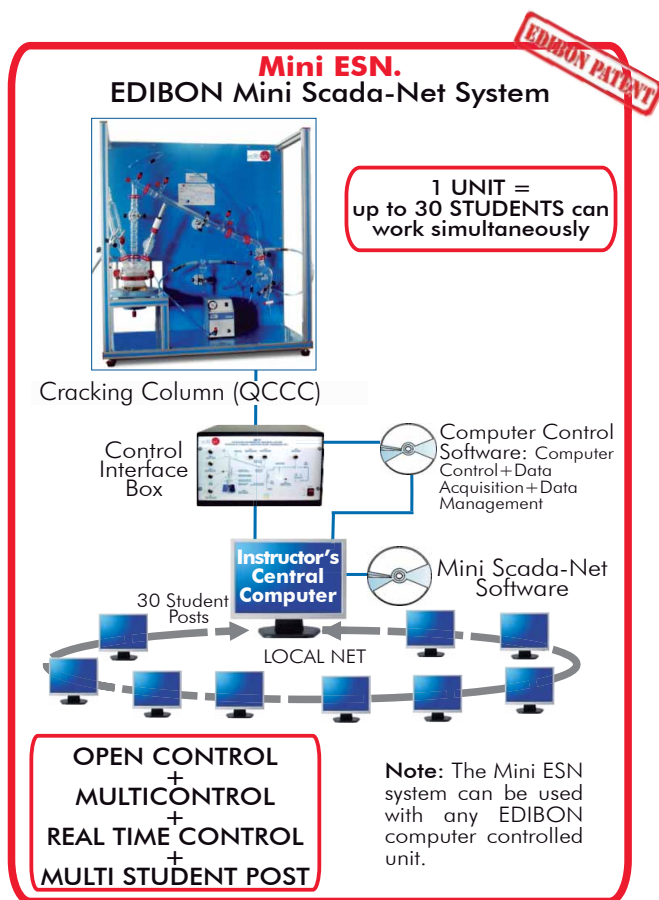 EDIBON PATENT
Mini ESN.
EDIBON Mini Scada-Net System
1 UNIT =
up to 30 STUDENTS can
work simultaneously
Cracking Column (QCCC)
Control
Interface
Box
Computer Control
Software: Computer
Control+Data
Acquisition+Data
Management
Instructor's
Central
Computer
Mini Scada-Net
Software
30 Student
Posts
LOCAL NET
OPEN CONTROL
+
MULTICONTROL
+
REAL TIME CONTROL
+
MULTI STUDENT POST
Note: The Mini ESN
system can be used
with any EDIBON
computer controlled
unit.